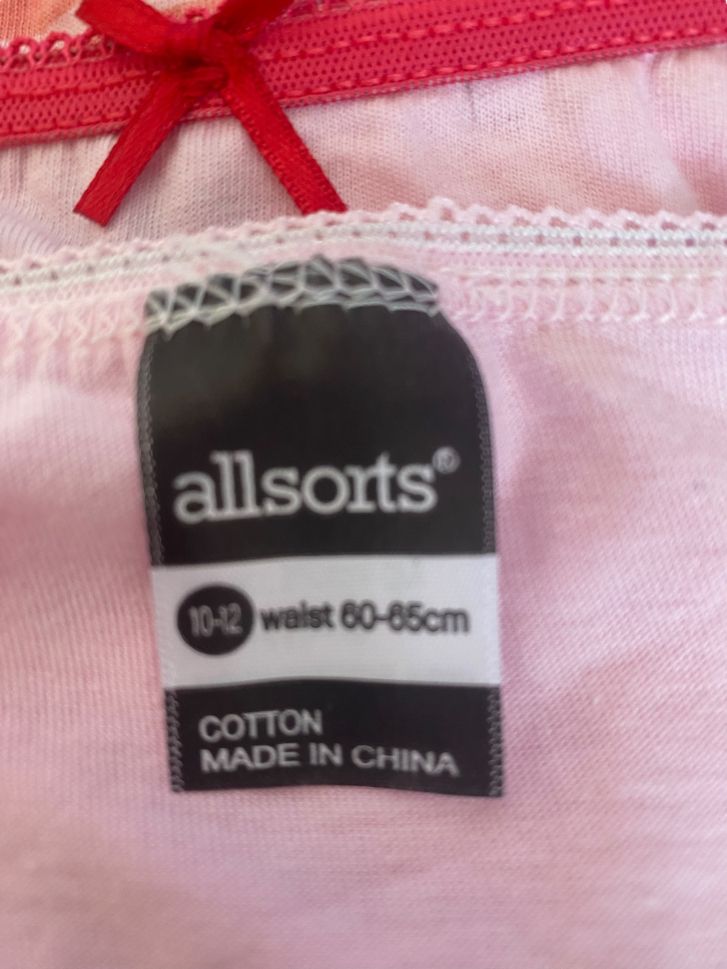 allsorts®
10-12 waist 60-65cm
COTTON
MADE IN CHINA